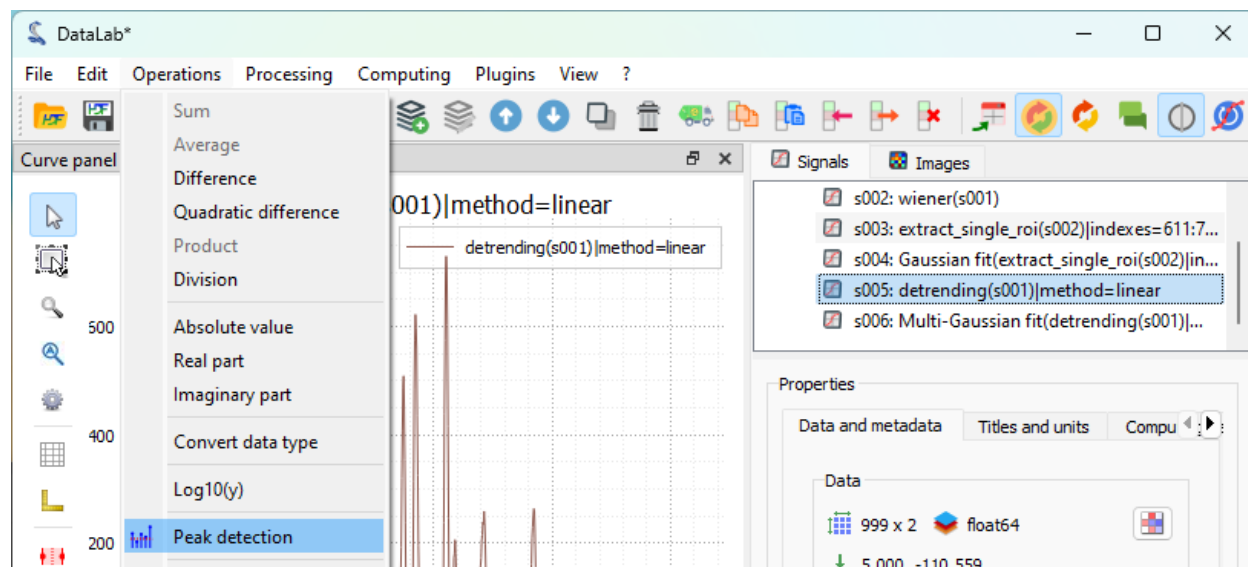 DataLab*
File Edit Operations Processing Computing Plugins View ?
Curve panel
Sum
Average
Difference
Quadratic difference
Product
Division
Absolute value
Real part
Imaginary part
Convert data type
Log10(y)
Peak detection
001)|method=linear
detrending(s001)|method=linear
500
400
200
Signals Images
s002: wiener(s001)
s003: extract_single_roi(s002)|indexes=611:7...
s004: Gaussian fit(extract_single_roi(s002)|in...
s005: detrending(s001)|method=linear
s006: Multi-Gaussian fit(detrending(s001)|...
Properties
Data and metadata Titles and units Compu
Data
999 x 2 float64
5.000 -110.559